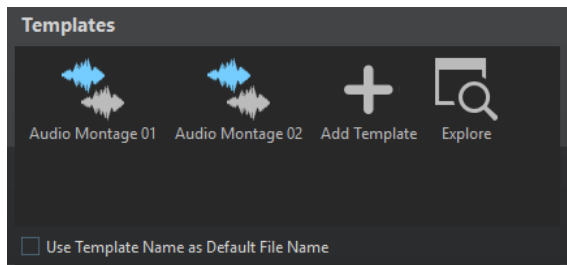 Templates
Audio Montage 01 Audio Montage 02 Add Template Explore
Use Template Name as Default File Name